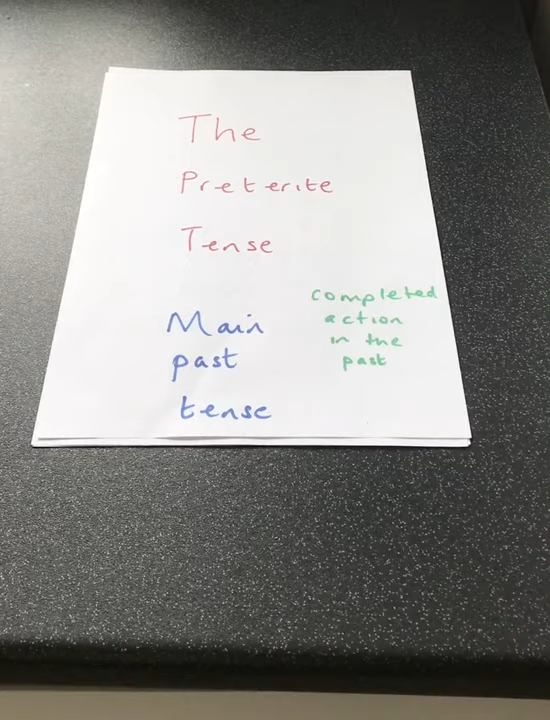 The
Preterite
Tense
Main
past
tense
completed
action
in the
past